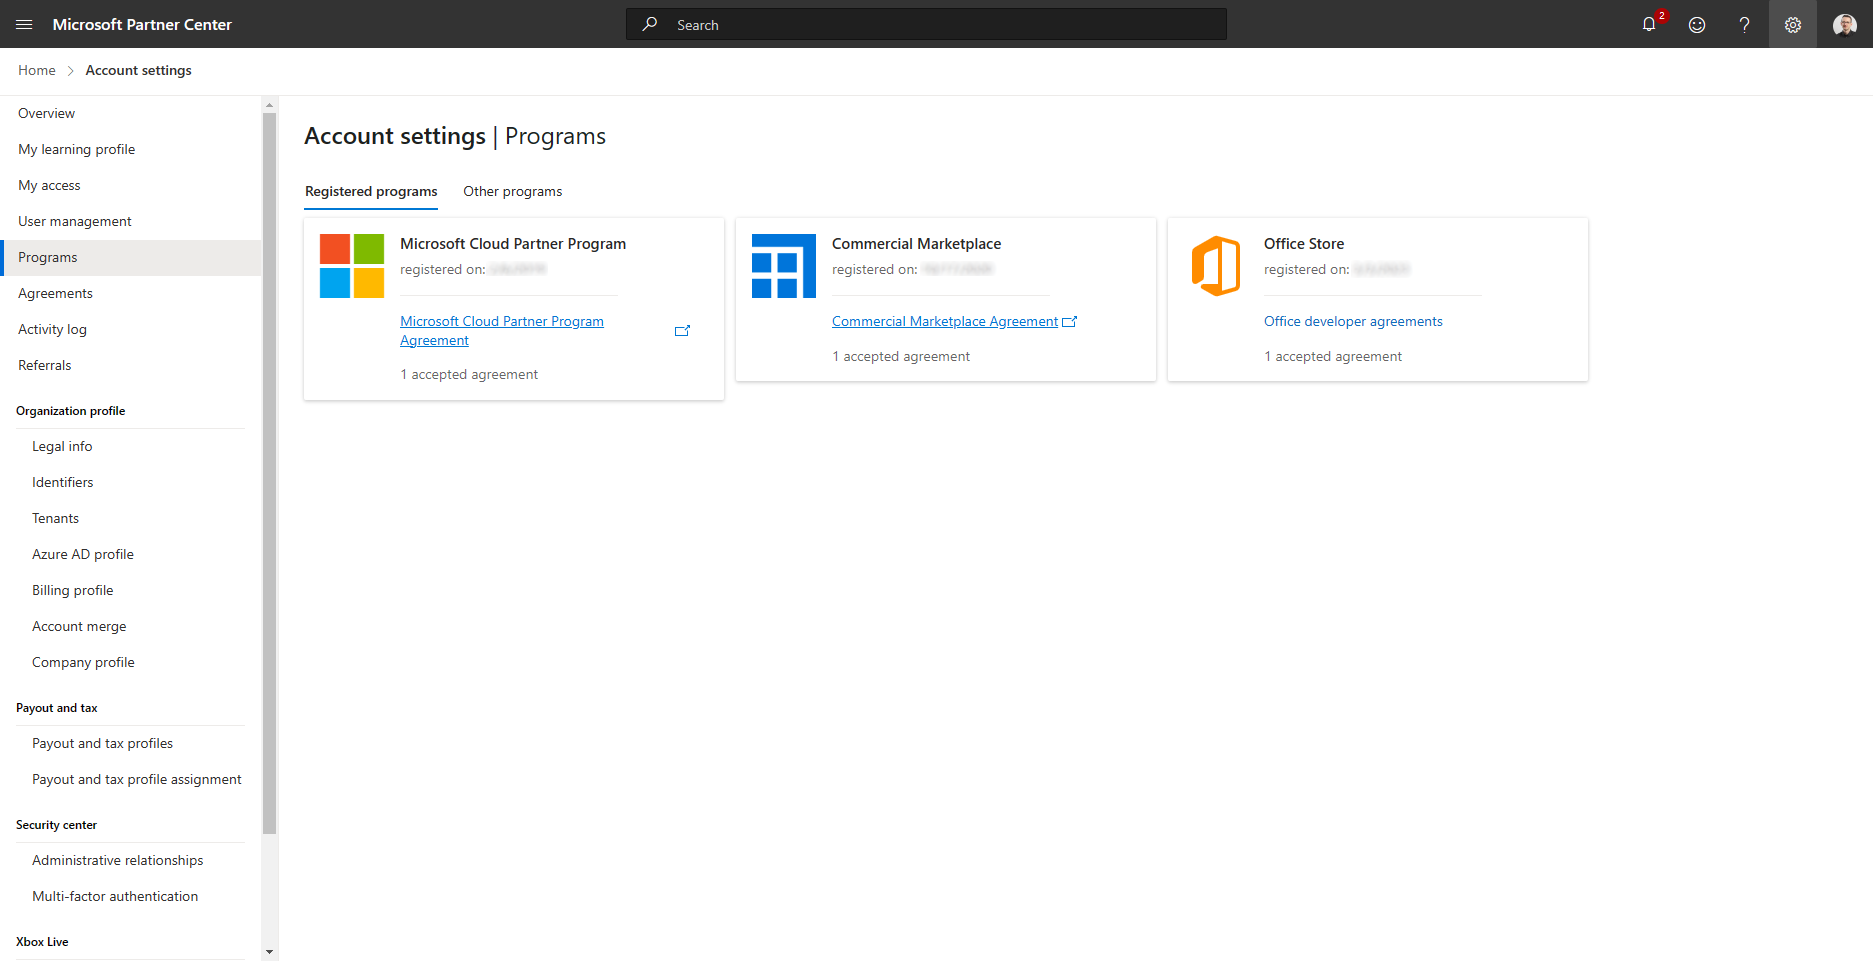 Microsoft Partner Center
Search
2
Home
Account settings
Overview
My learning profile
My access
User management
Programs
Agreements
Activity log
Referrals
Organization profile
Legal info
Identifiers
Tenants
Azure AD profile
Billing profile
Account merge
Company profile
Payout and tax
Payout and tax profiles
Payout and tax profile assignment
Security center
Administrative relationships
Multi-factor authentication
Xbox Live
Account settings | Programs
Registered programs
Other programs
Microsoft Cloud Partner Program
registered on:
Microsoft Cloud Partner Program
Agreement
1 accepted agreement
Commercial Marketplace
registered on:
Commercial Marketplace Agreement
1 accepted agreement
Office Store
registered on:
Office developer agreements
1 accepted agreement